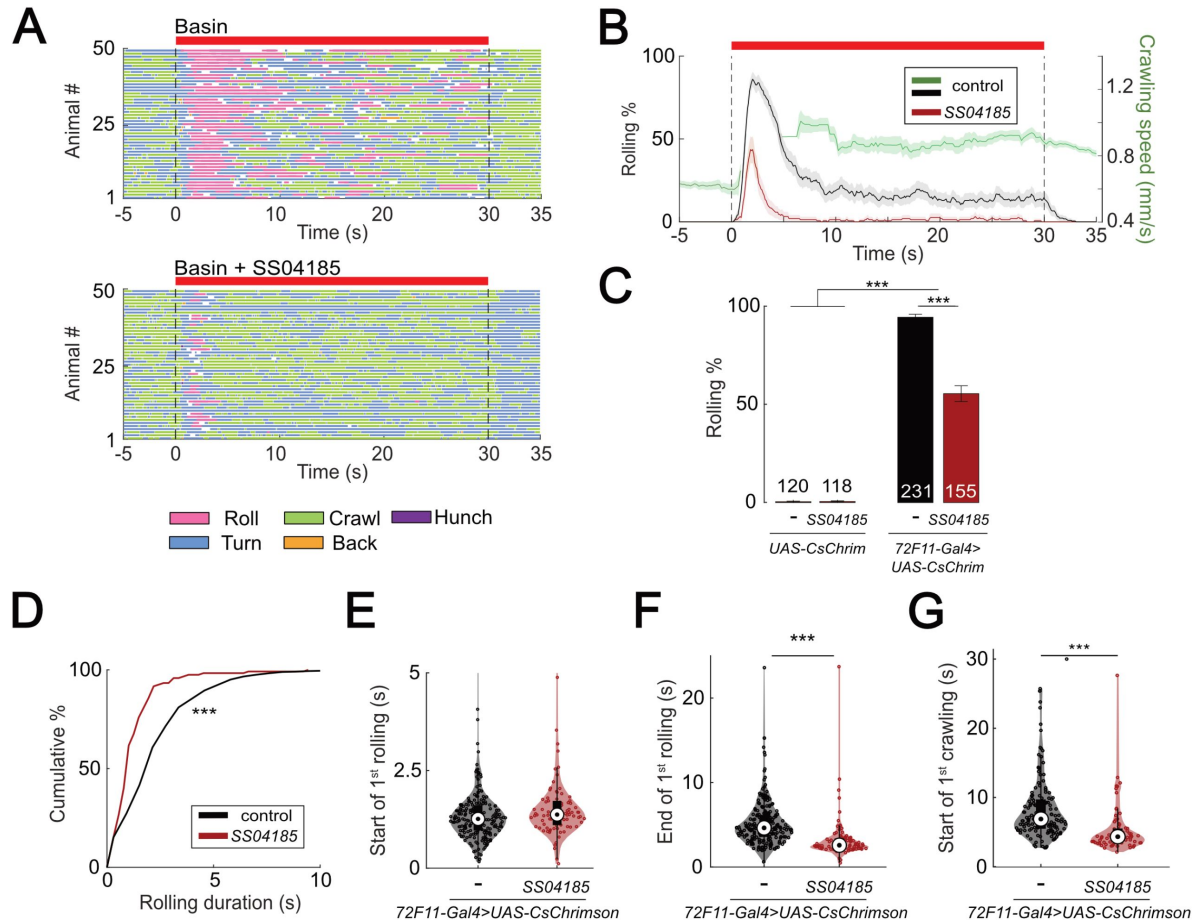 A
Basin
50
25
1
Animal #
-5 0 10 20 30 35
Time (s)
Basin + SS04185
50
25
1
Animal #
-5 0 10 20 30 35
Time (s)
Roll Crawl Hunch
Turn Back
B
100
50
0
Rolling %
control
SS04185
1.2
0.8
0.4
Crawling speed (mm/s)
-5 0 10 20 30 35
Time (s)
C
***
***
100
50
0
Rolling %
120 118 231 155
- SS04185 - SS04185
UAS-CsChrim 72F11-Gal4>
UAS-CsChrim
D
100
50
0
Cumulative %
***
control
SS04185
0 5 10
Rolling duration (s)
E
5
2.5
0
Start of 1st rolling (s)
- SS04185
72F11-Gal4>UAS-CsChrimson
F
***
20
10
0
End of 1st rolling (s)
- SS04185
72F11-Gal4>UAS-CsChrimson
G
***
30
20
10
0
Start of 1st crawling (s)
- SS04185
72F11-Gal4>UAS-CsChrimson